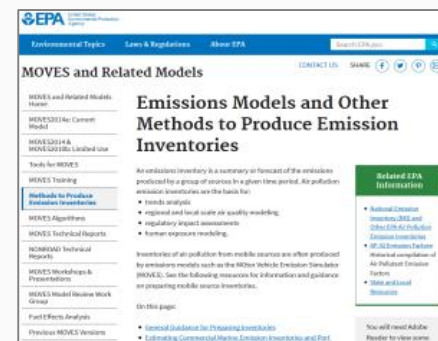 EPA United States Environmental Protection Agency
Environmental Topics Laws & Regulations About EPA Search EPA.gov
CONTACT US SHARE
MOVES and Related Models
MOVES and Related Models Home
MOVES2014a: Current Model
MOVES2014 & MOVES2010b: Limited Use
Tools for MOVES
MOVES Training
Methods to Produce Emissions Inventories
MOVES Algorithms
MOVES Technical Reports
NONROAD Technical Reports
MOVES Workshops & Presentations
MOVES Model Review Work Group
Fuel Effects Analysis
Previous MOVES Versions
Emissions Models and Other
Methods to Produce Emission
Inventories
An emissions inventory is a summary or forecast of the emissions
produced by a group of sources in a given time period. Air pollution
emission inventories are the basis for:
trends analysis
regional and local scale air quality modeling,
regulatory impact assessments
human exposure modeling.
Inventories of air pollution from mobile sources are often produced
by emissions models such as the MOtor Vehicle Emission Simulator
(MOVES). See the following resources for information and guidance
on preparing mobile source inventories.
On this page:
General Guidance for Preparing Inventories
Estimating Commercial Marine Emission Inventories and Port
Related EPA
Information
National Emission
Inventory (NEI) and
Other EPA Air Pollution
Emission Inventories
AP-42 Emission Factors
Historical compilation of
Air Pollutant Emission
Factors
State and Local
Resources
You will need Adobe
Reader to view some